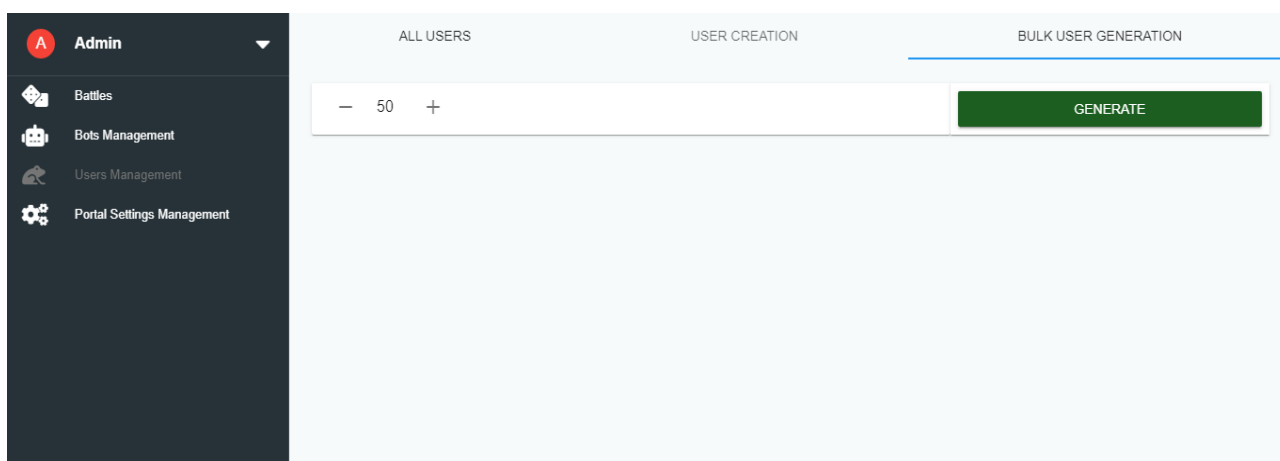 A Admin
Battles
Bots Management
Users Management
Portal Settings Management
ALL USERS USER CREATION BULK USER GENERATION
— 50 +
GENERATE